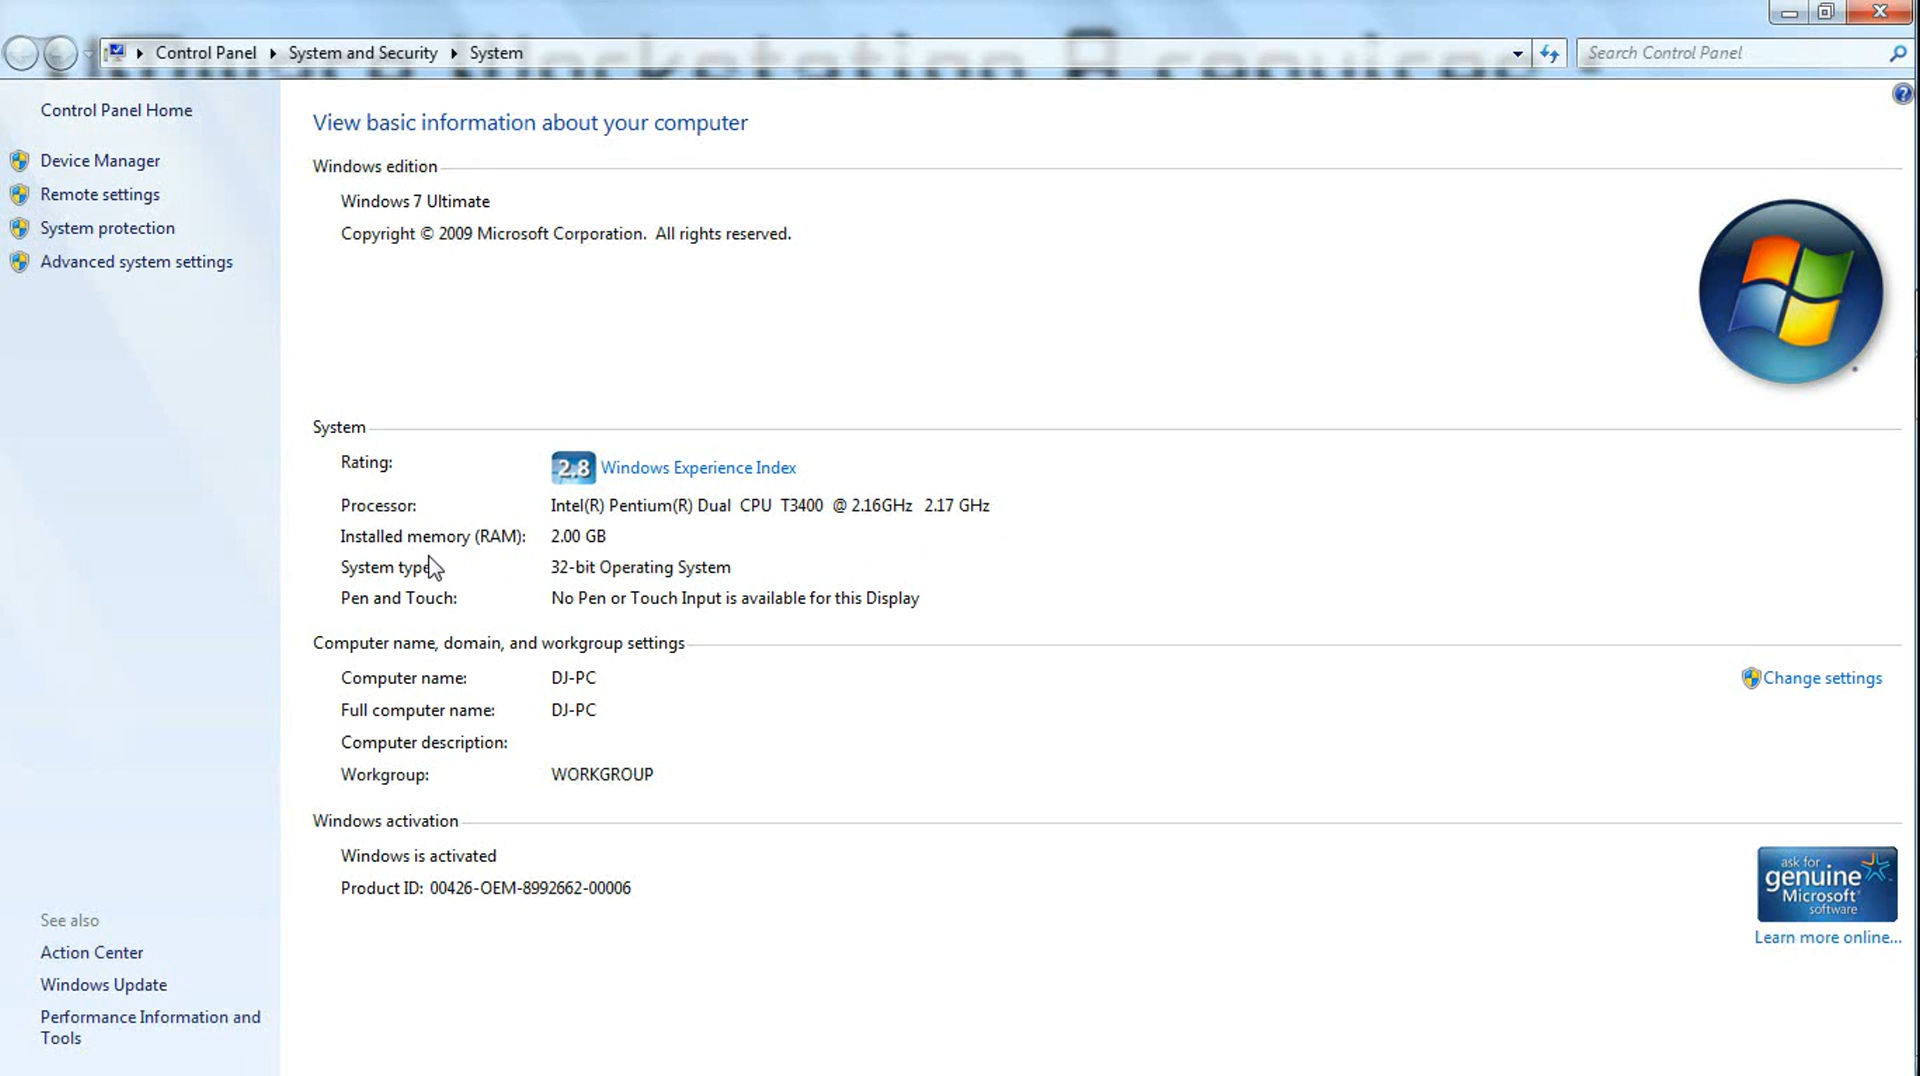 Control Panel System and Security System
Search Control Panel
Control Panel Home
Device Manager
Remote settings
System protection
Advanced system settings
See also
Action Center
Windows Update
Performance Information and
Tools
View basic information about your computer
Windows edition
Windows 7 Ultimate
Copyright © 2009 Microsoft Corporation. All rights reserved.
System
Rating: 2.8 Windows Experience Index
Processor: Intel(R) Pentium(R) Dual CPU T3400 @ 2.16GHz 2.17 GHz
Installed memory (RAM): 2.00 GB
System type 32-bit Operating System
Pen and Touch: No Pen or Touch Input is available for this Display
Computer name, domain, and workgroup settings
Computer name: DJ-PC
Change settings
Full computer name: DJ-PC
Computer description:
Workgroup: WORKGROUP
Windows activation
Windows is activated
Product ID: 00426-OEM-8992662-00006
ask for
genuine
Microsoft
software
Learn more online...